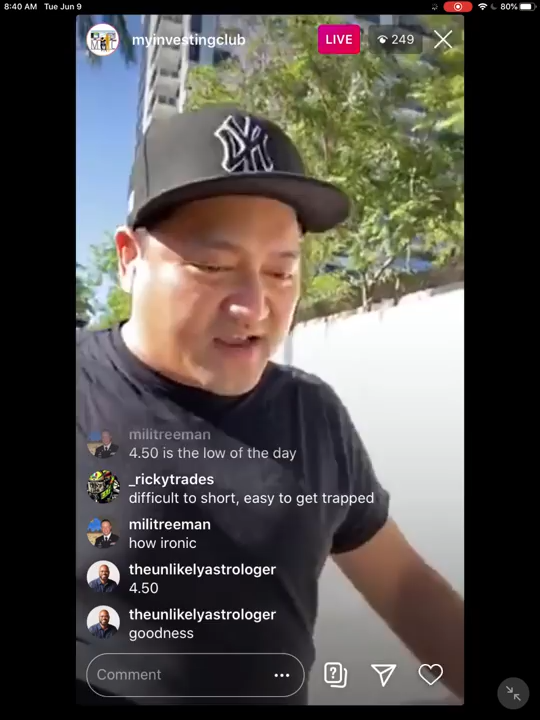 8:40 AM Tue Jun 9
80%
myinvestingclub
LIVE
249
NY
militreeman
4.50 is the low of the day
_rickytrades
difficult to short, easy to get trapped
militreeman
how ironic
theunlikelyastrologer
4.50
theunlikelyastrologer
goodness
Comment